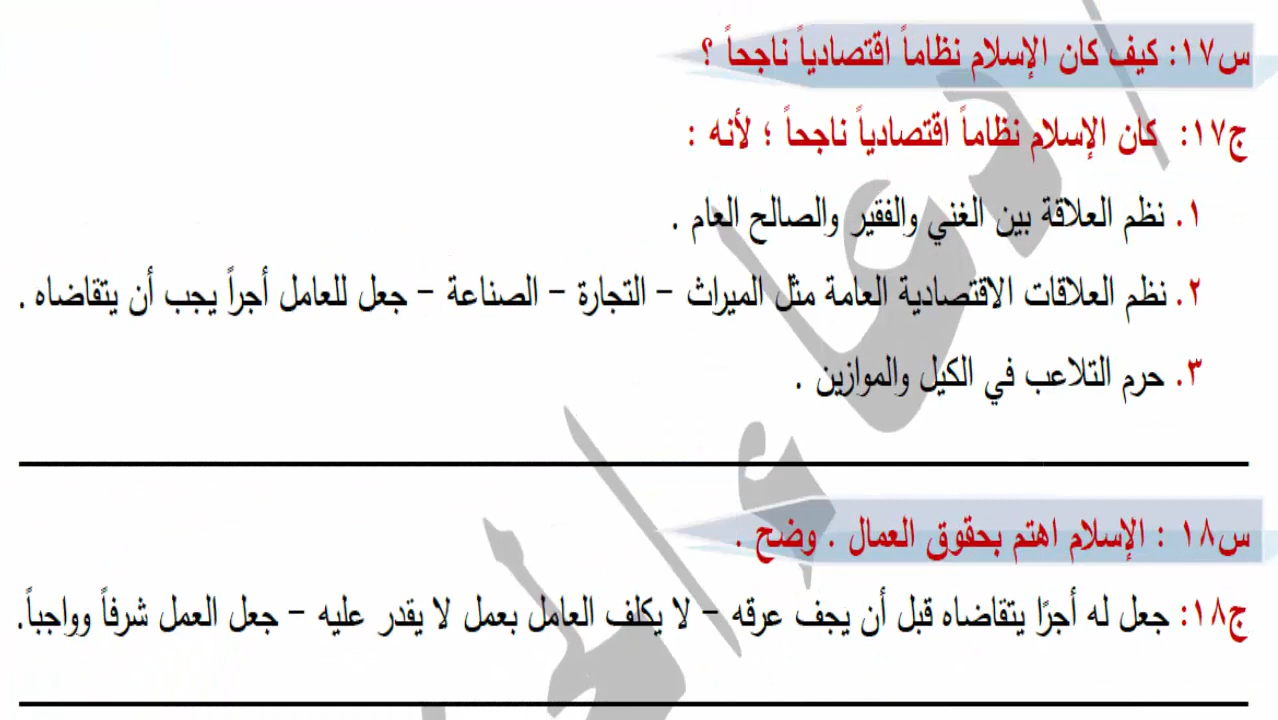 س١٧: كيف كان الإسلام نظاماً اقتصادياً ناجحاً ؟
ج١٧: كان الإسلام نظاماً اقتصادياً ناجحاً ؛ لأنه :
١. نظم العلاقة بين الغني والفقير والصالح العام .
٢. نظم العلاقات الاقتصادية العامة مثل الميراث – التجارة – الصناعة – جعل للعامل أجراً يجب أن يتقاضاه .
٣. حرم التلاعب في الكيل والموازين .
س١٨ : الإسلام اهتم بحقوق العمال . وضح .
ج١٨: جعل له أجرًا يتقاضاه قبل أن يجف عرقه – لا يكلف العامل بعمل لا يقدر عليه – جعل العمل شرفاً وواجباً.